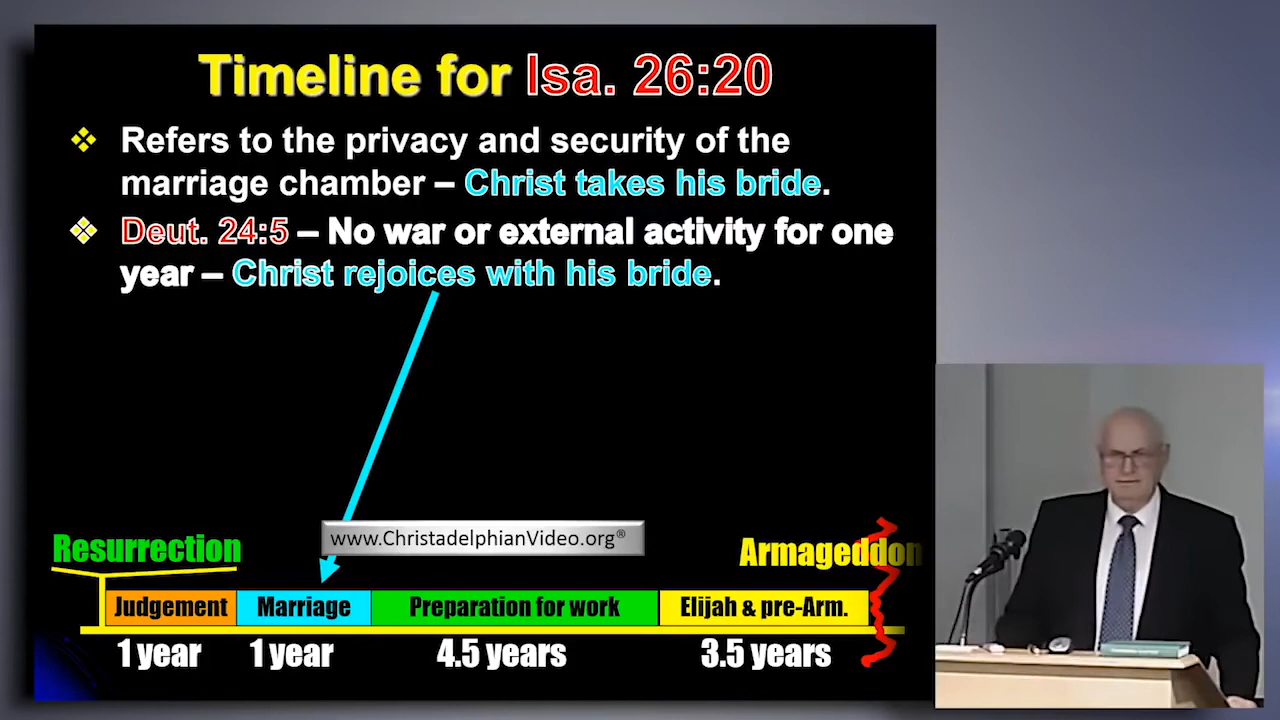 Timeline for Isa. 26:20
Refers to the privacy and security of the
marriage chamber – Christ takes his bride.
Deut. 24:5 – No war or external activity for one
year – Christ rejoices with his bride.
www.ChristadelphianVideo.org®
Resurrection
Armageddon
Judgement Marriage Preparation for work Elijah & pre-Arm.
1 year 1 year 4.5 years 3.5 years